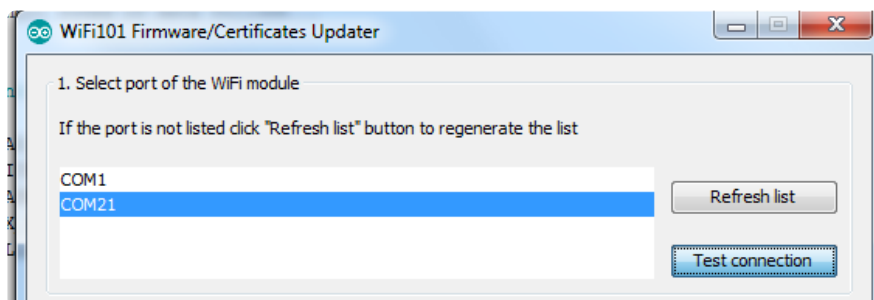 WiFi101 Firmware/Certificates Updater
1. Select port of the WiFi module
If the port is not listed click "Refresh list" button to regenerate the list
COM1
COM21
Refresh list
Test connection